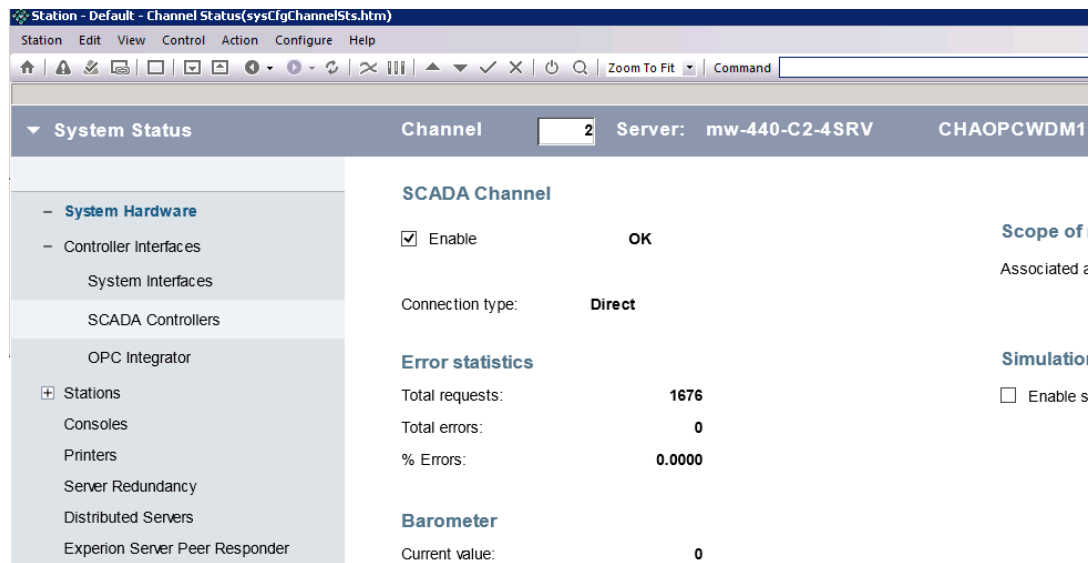 Station - Default - Channel Status(sysCfgChannelSts.htm)
Station Edit View Control Action Configure Help
Zoom To Fit Command
System Status Channel 2 Server: mw-440-C2-4SRV CHAOPCWDM1
SCADA Channel
System Hardware
Enable OK
Scope of
Controller Interfaces
Associated
System Interfaces
Connection type: Direct
SCADA Controllers
OPC Integrator
Error statistics
Simulation
Stations
Total requests: 1676
Enable
Consoles
Total errors: 0
Printers
% Errors: 0.0000
Server Redundancy
Distributed Servers
Barometer
Experion Server Peer Responder
Current value: 0